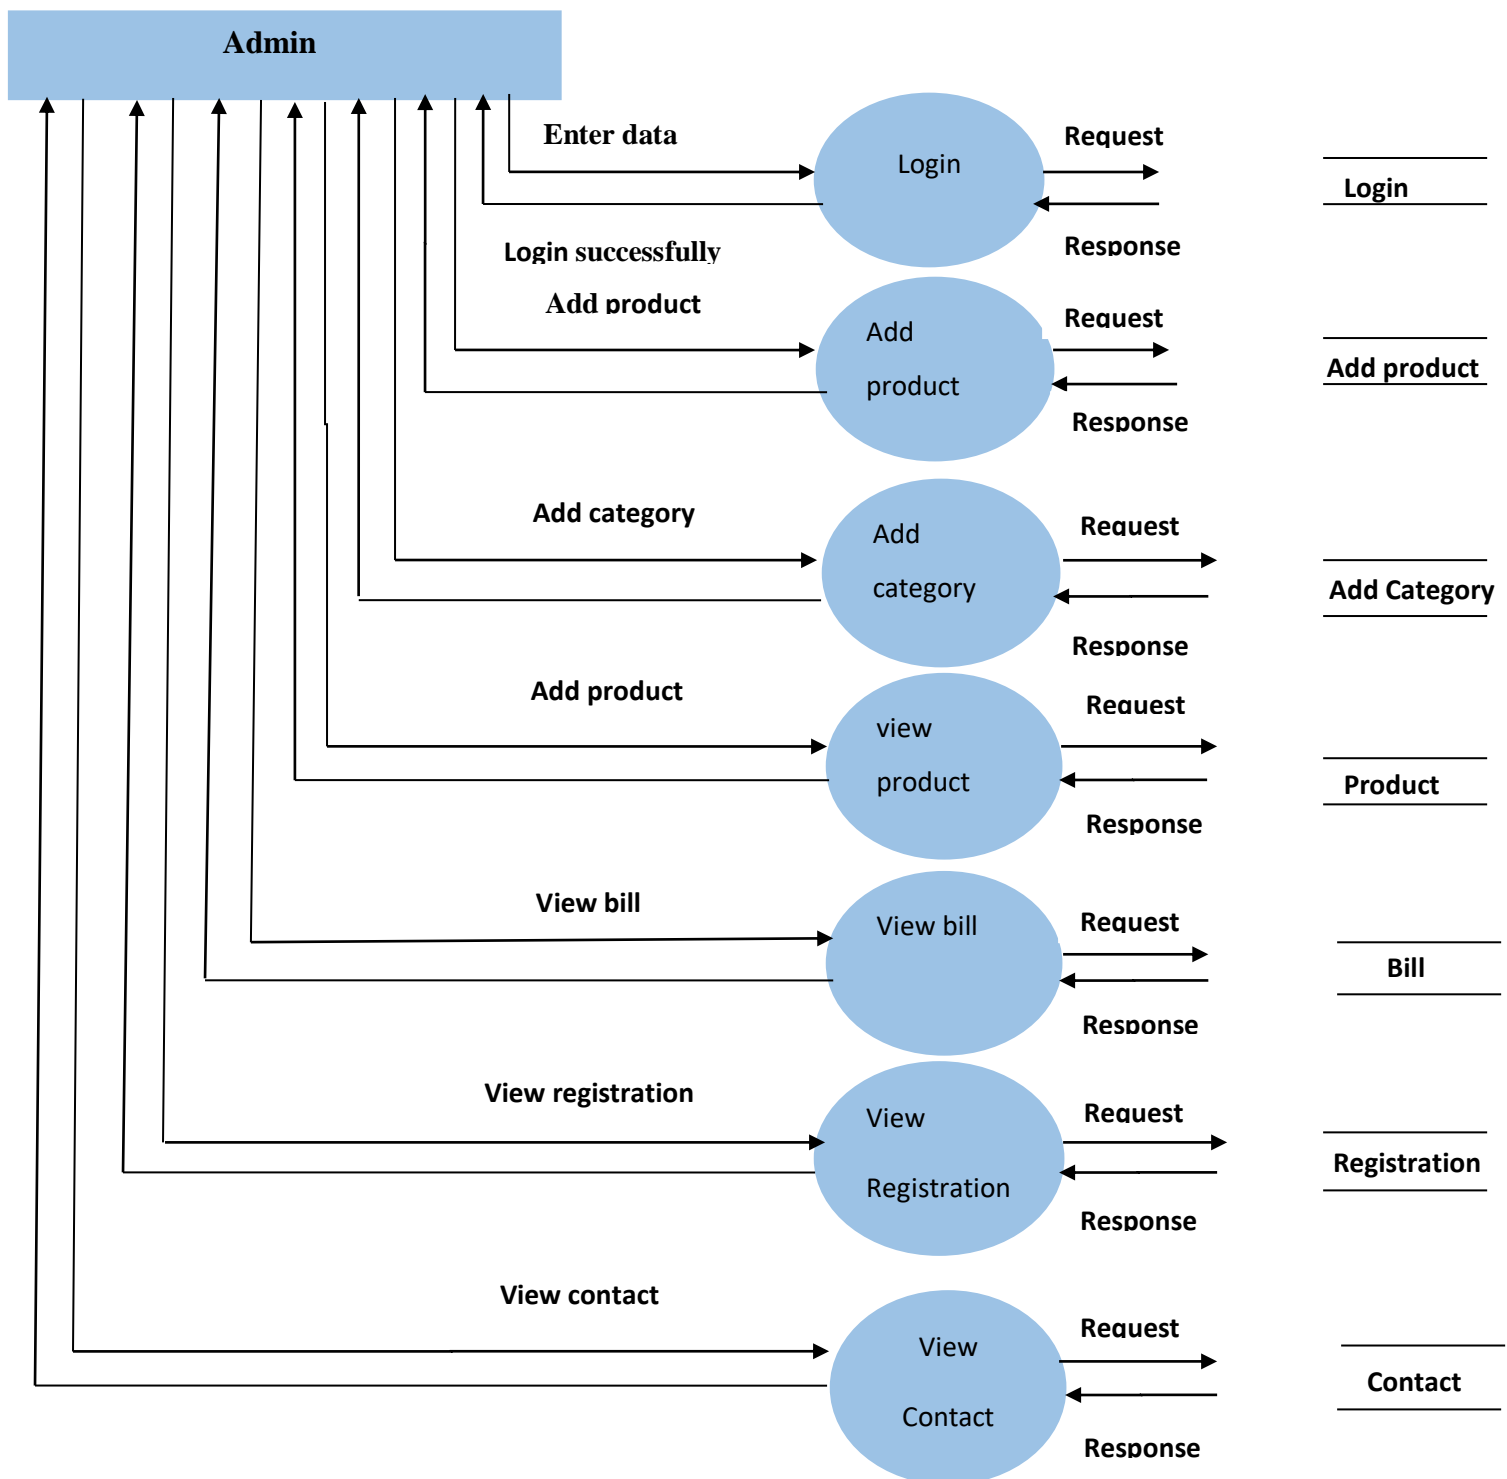 Admin
Enter data
Login
Request
Login
Response
Login successfully
Add product
Add
product
Request
Add product
Response
Add category
Add
category
Request
Add Category
Response
Add product
view
product
Request
Product
Response
View bill
View bill
Request
Bill
Response
View registration
View
Registration
Request
Registration
Response
View contact
View
Contact
Request
Contact
Response